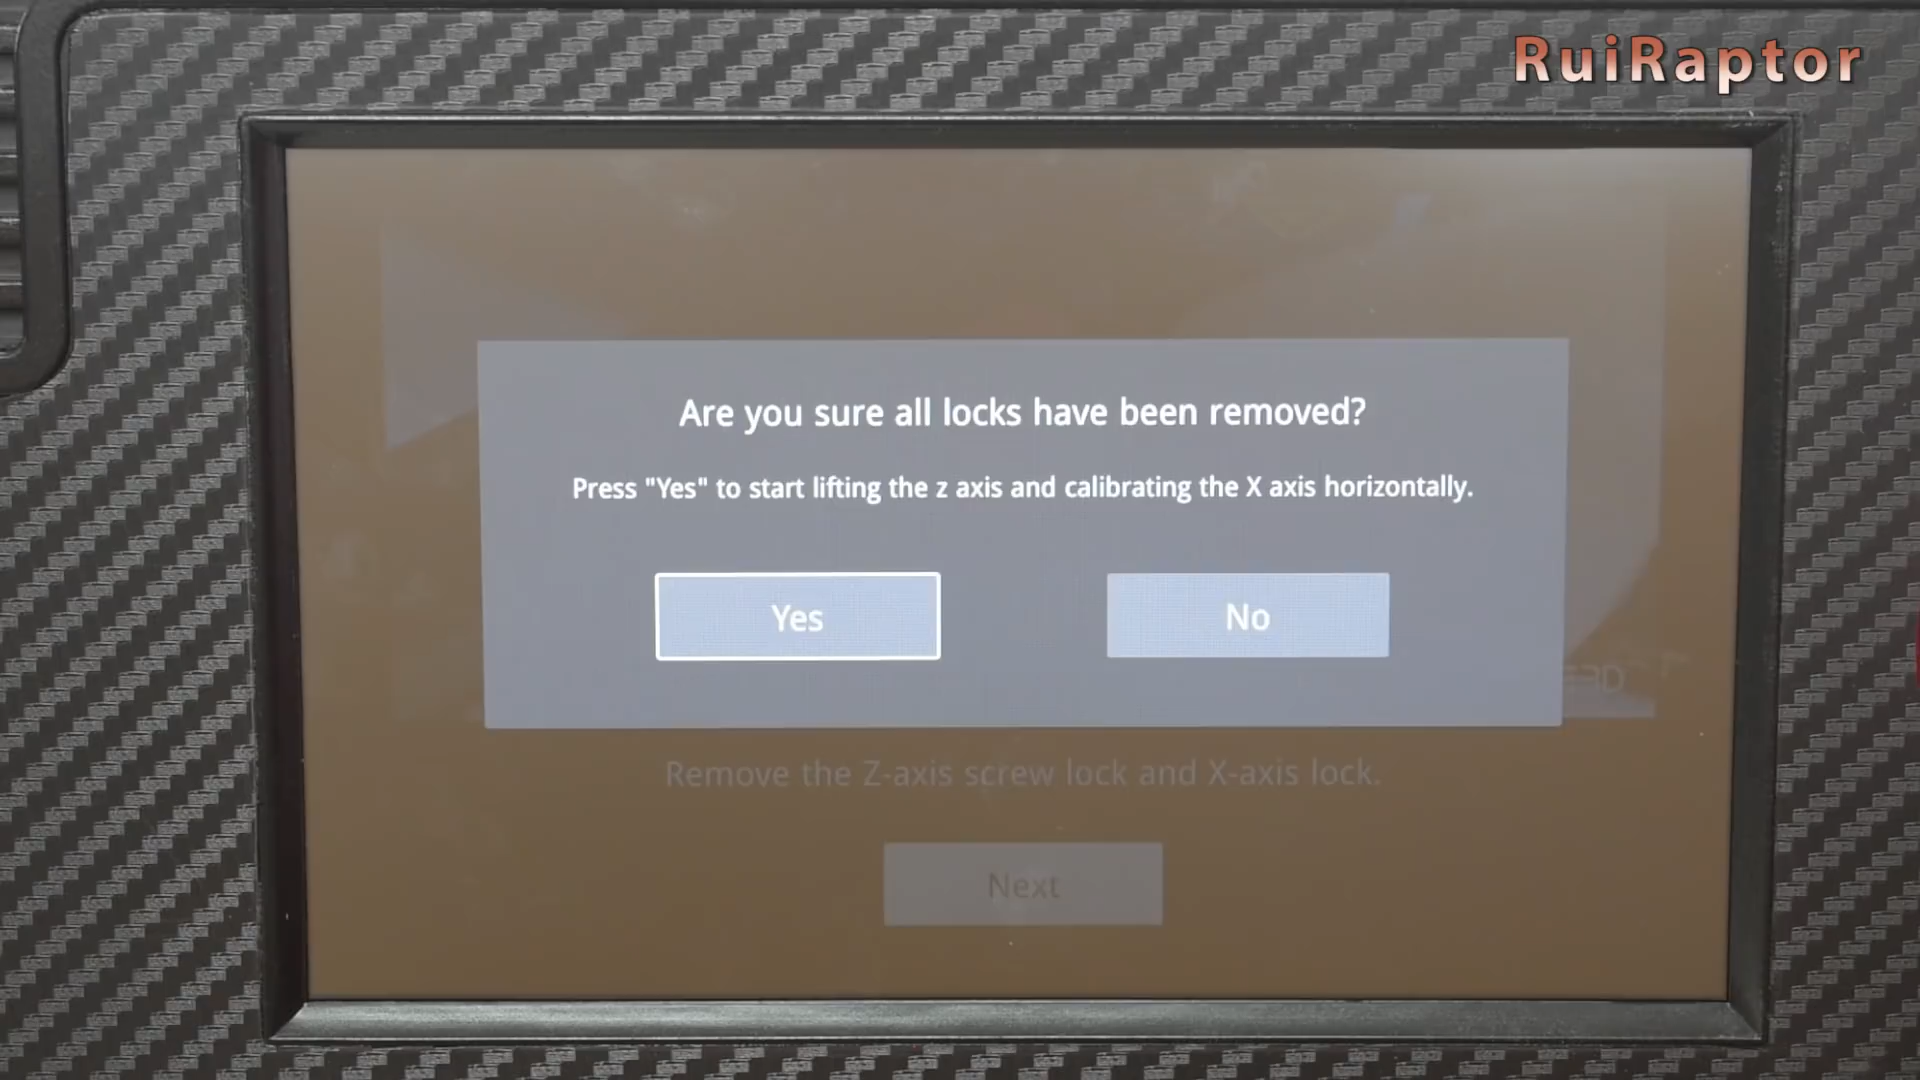 RuiRaptor
Are you sure all locks have been removed?
Press "Yes" to start lifting the z axis and calibrating the X axis horizontally.
Yes
No
Remove the Z-axis screw lock and X-axis lock.
Next